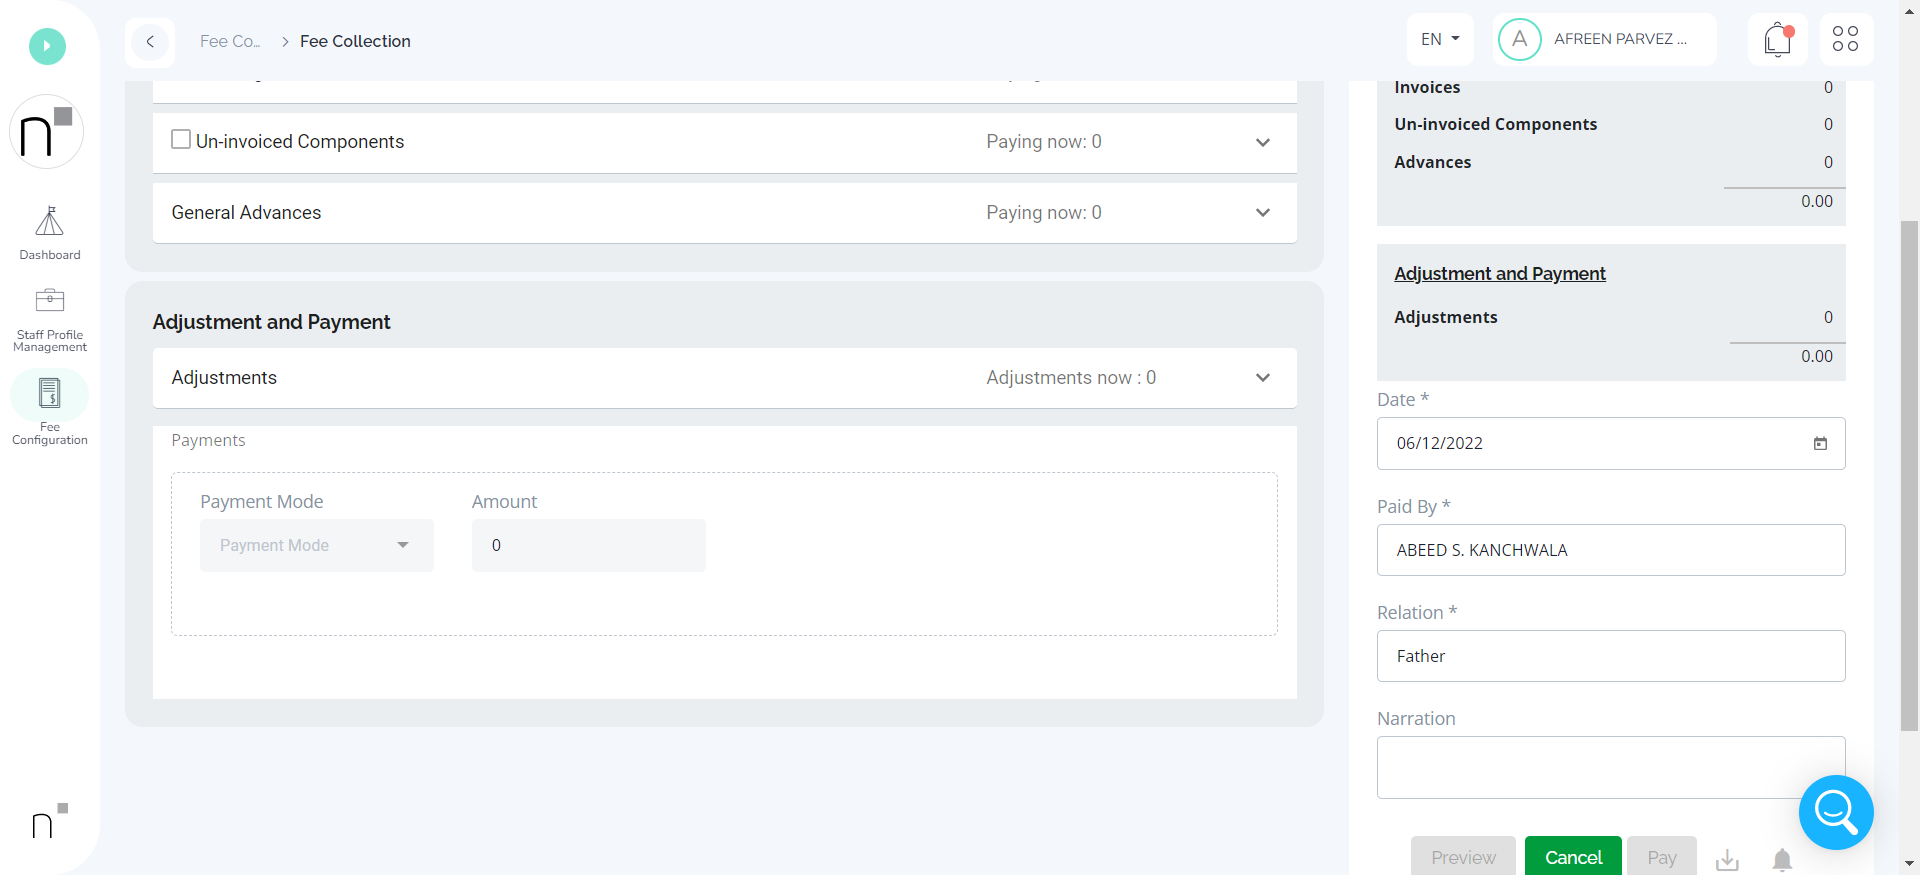 Fee Co...
Fee Collection
EN
A
AFREEN PARVEZ ...
n
Dashboard
Staff Profile
Management
Fee
Configuration
n
Un-invoiced Components
Paying now: 0
General Advances
Paying now: 0
Adjustment and Payment
Adjustments
Adjustments now : 0
Payments
Payment Mode
Amount
Payment Mode
0
Invoices
0
Un-invoiced Components
0
Advances
0
0.00
Adjustment and Payment
Adjustments
0
0.00
Date *
06/12/2022
Paid By *
ABEED S. KANCHWALA
Relation *
Father
Narration
Preview
Cancel
Pay